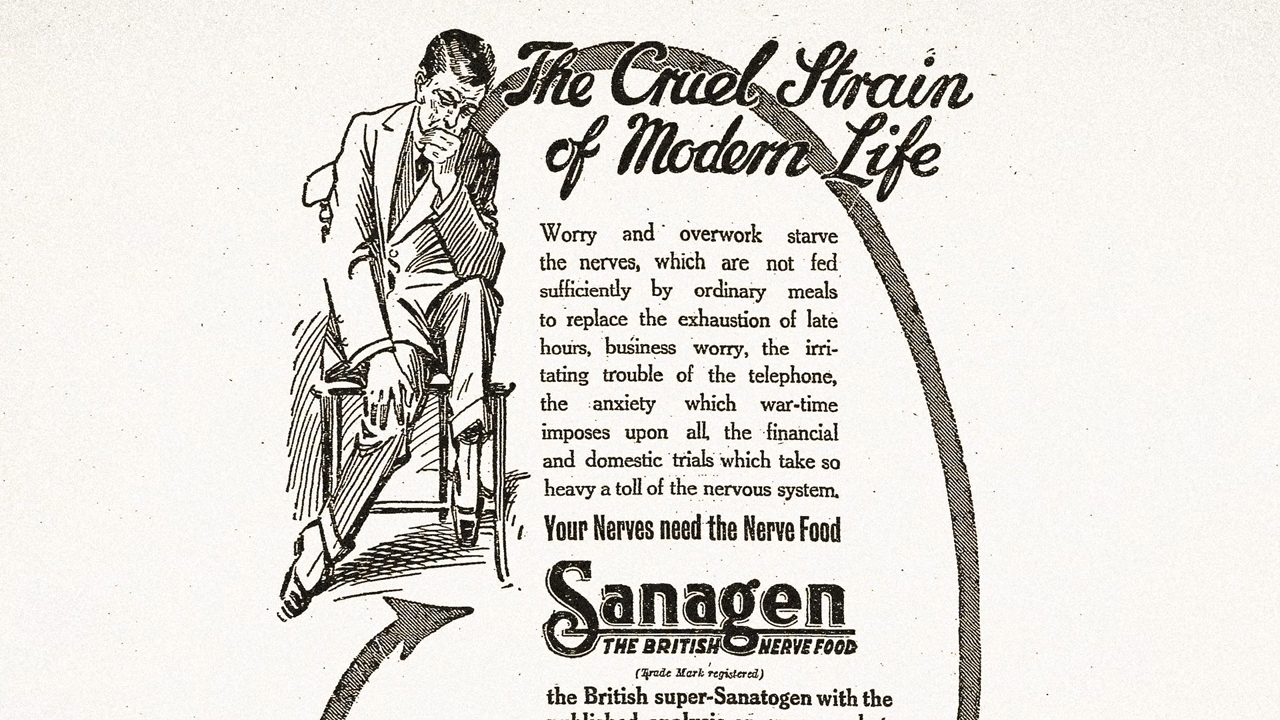 The Cruel Strain
of Modern Life
Worry and overwork starve
the nerves, which are not fed
sufficiently by ordinary meals
to replace the exhaustion of late
hours, business worry, the irri-
tating trouble of the telephone,
the anxiety which war-time
imposes upon all, the financial
and domestic trials which take so
heavy a toll of the nervous system.
Your Nerves need the Nerve Food
Sanagen
THE BRITISH NERVE FOOD
(Trade Mark registered)
the British super-Sanatogen with the
published analysis on